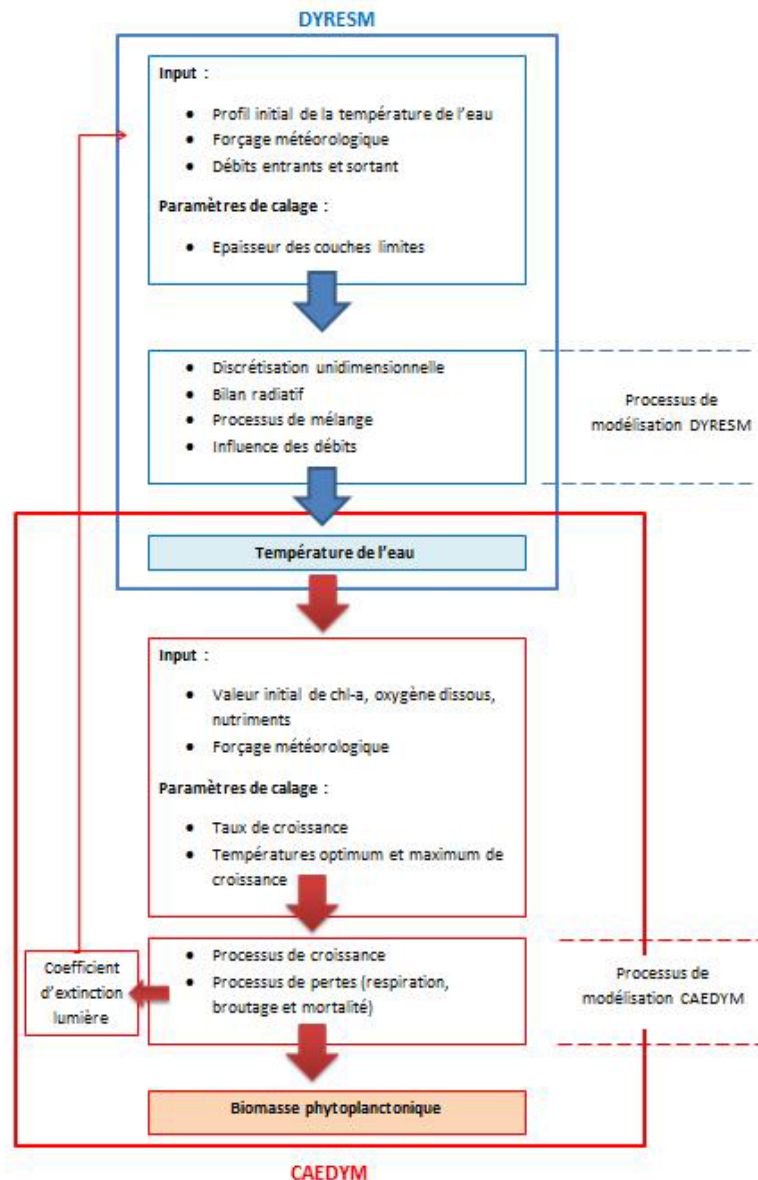 DYRESM
Input :
• Profil initial de la température de l'eau
• Forçage météorologique
• Débits entrants et sortant
Paramètres de calage :
• Epaisseur des couches limites
• Discrétisation unidimensionnelle
• Bilan radiatif
• Processus de mélange
• Influence des débits
Processus de
modélisation DYRESM
Température de l'eau
Input :
• Valeur initial de chl-a, oxygène dissous,
nutriments
• Forçage météorologique
Paramètres de calage :
• Taux de croissance
• Températures optimum et maximum de
croissance
• Processus de croissance
• Processus de pertes (respiration,
broutage et mortalité)
Coefficient
d'extinction
lumière
Processus de
modélisation CAEDYM
Biomasse phytoplanctonique
CAEDYM